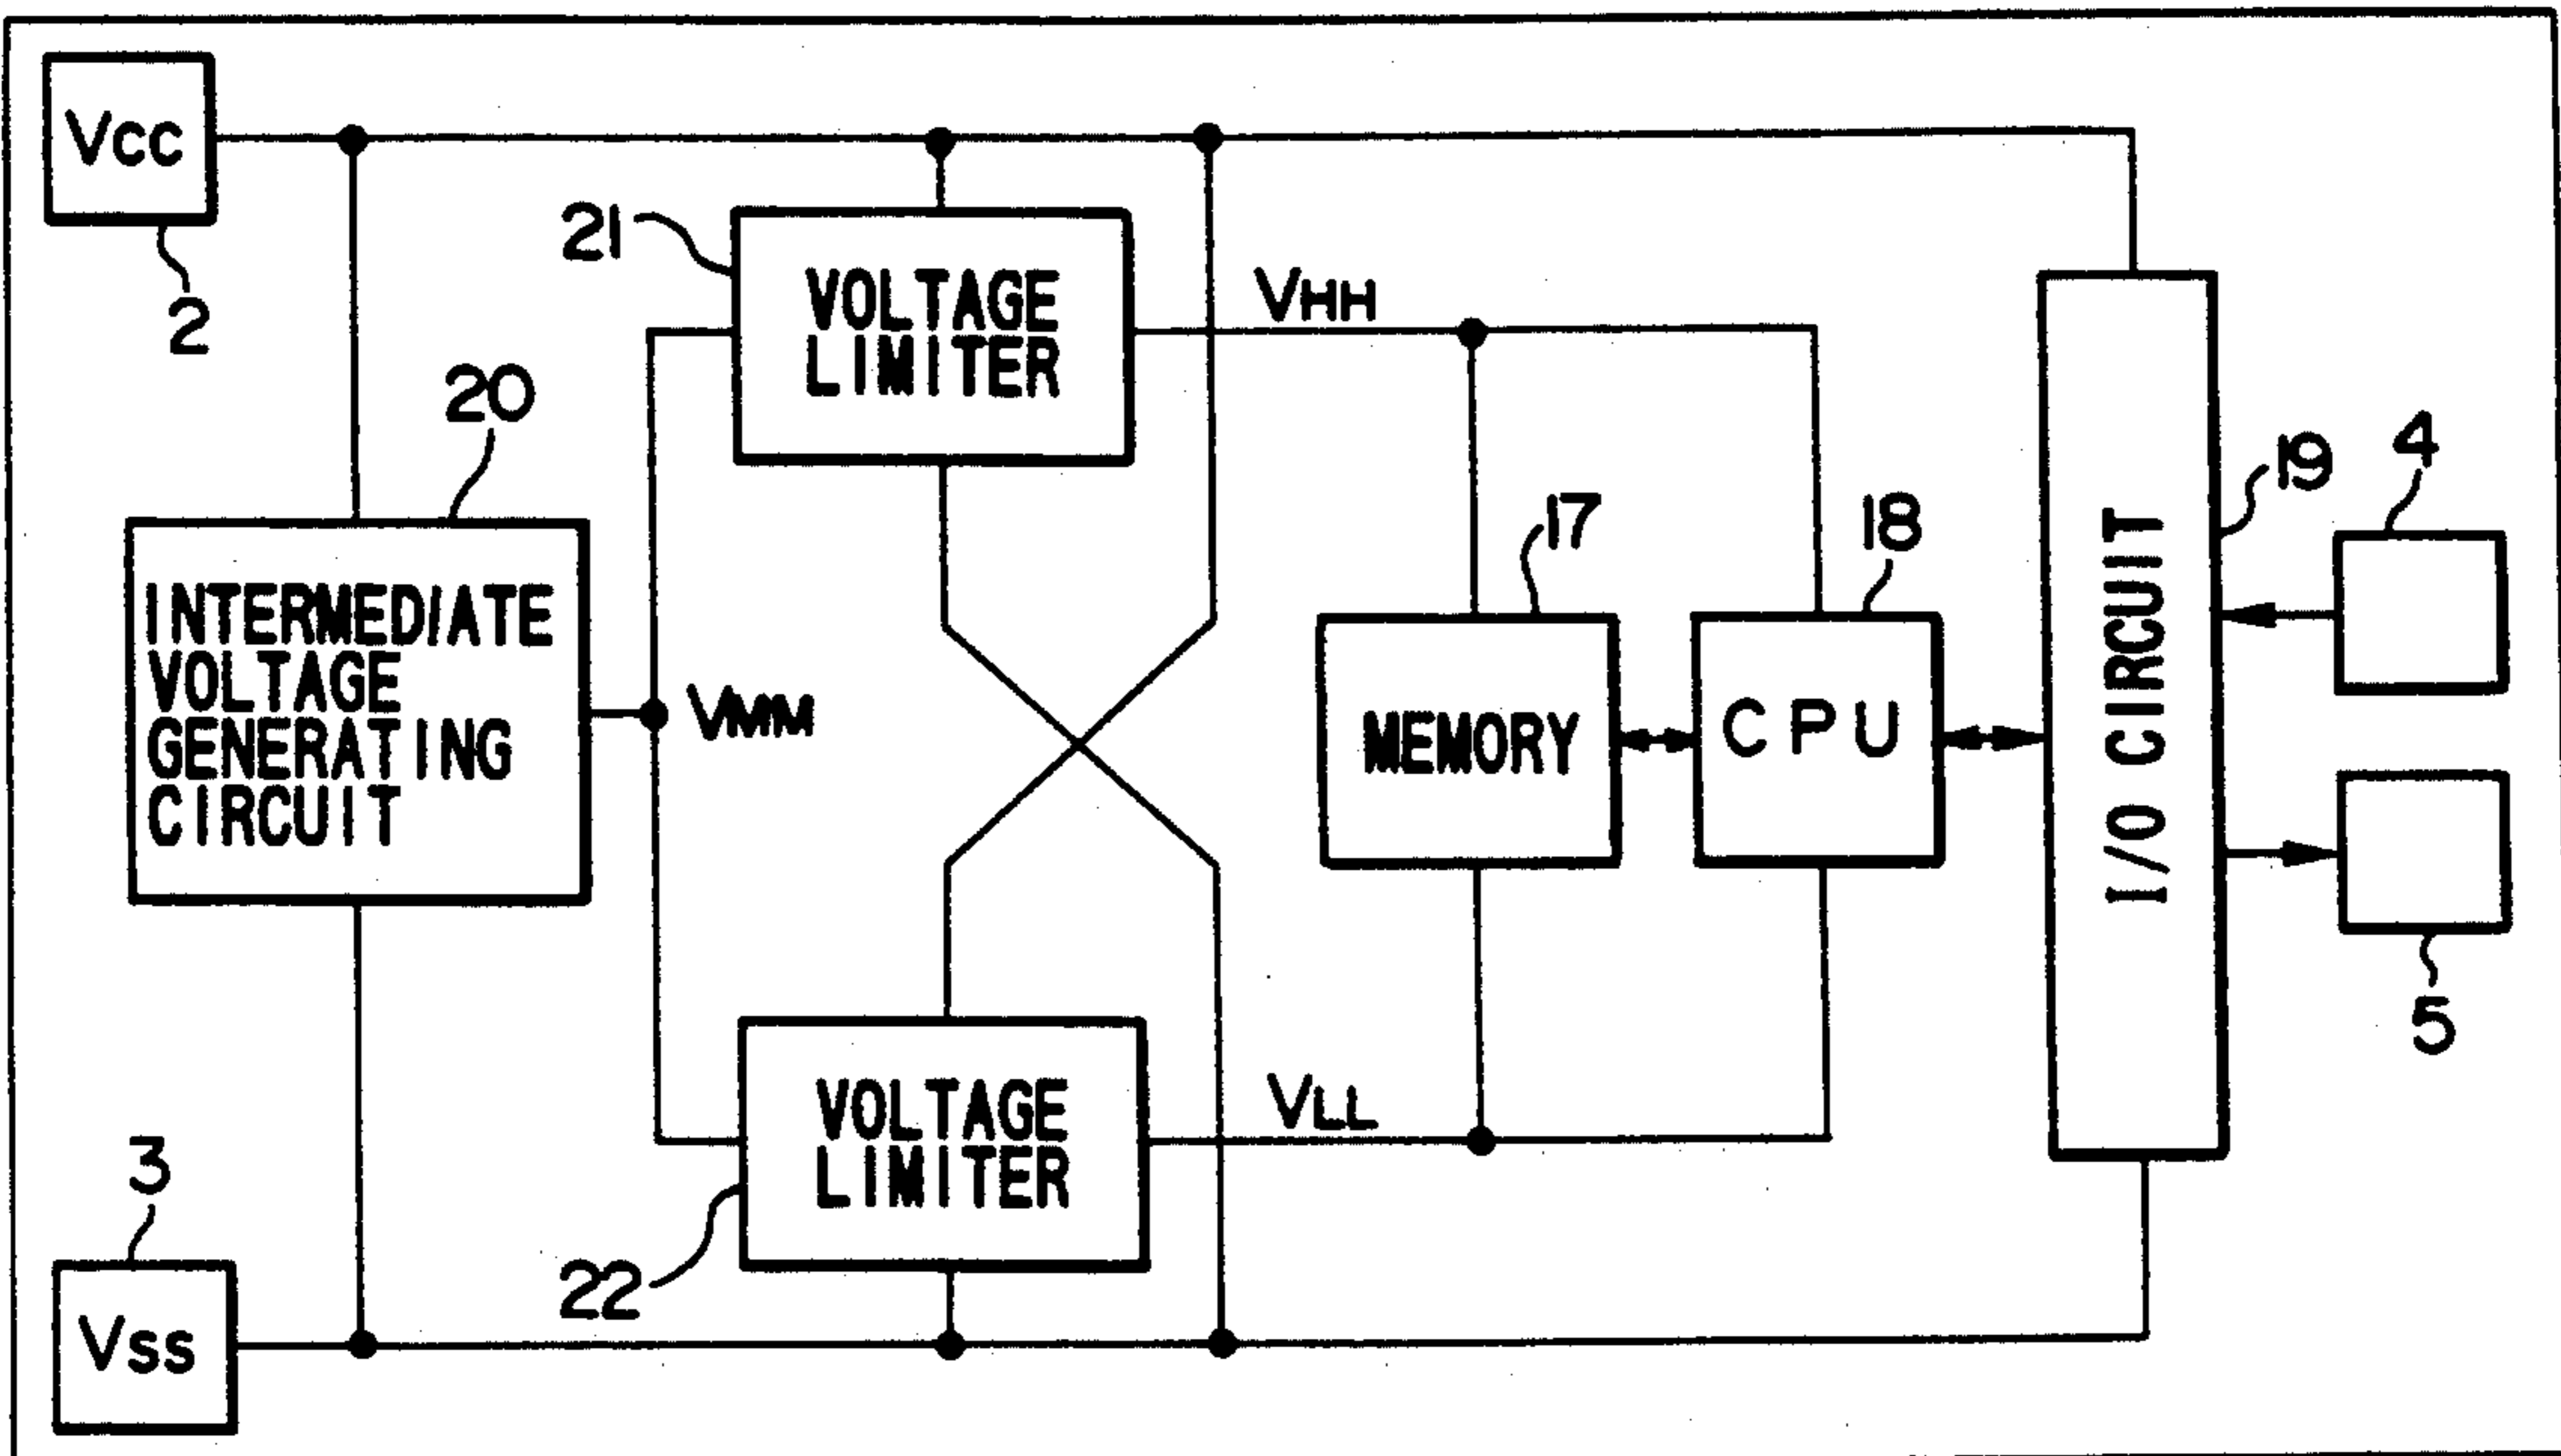 Vcc
2
21
VOLTAGE
LIMITER
VHH
20
INTERMEDIATE
VOLTAGE
GENERATING
CIRCUIT
VMM
17
MEMORY
18
CPU
I/O CIRCUIT
19
4
5
VOLTAGE
LIMITER
22
VLL
3
Vss